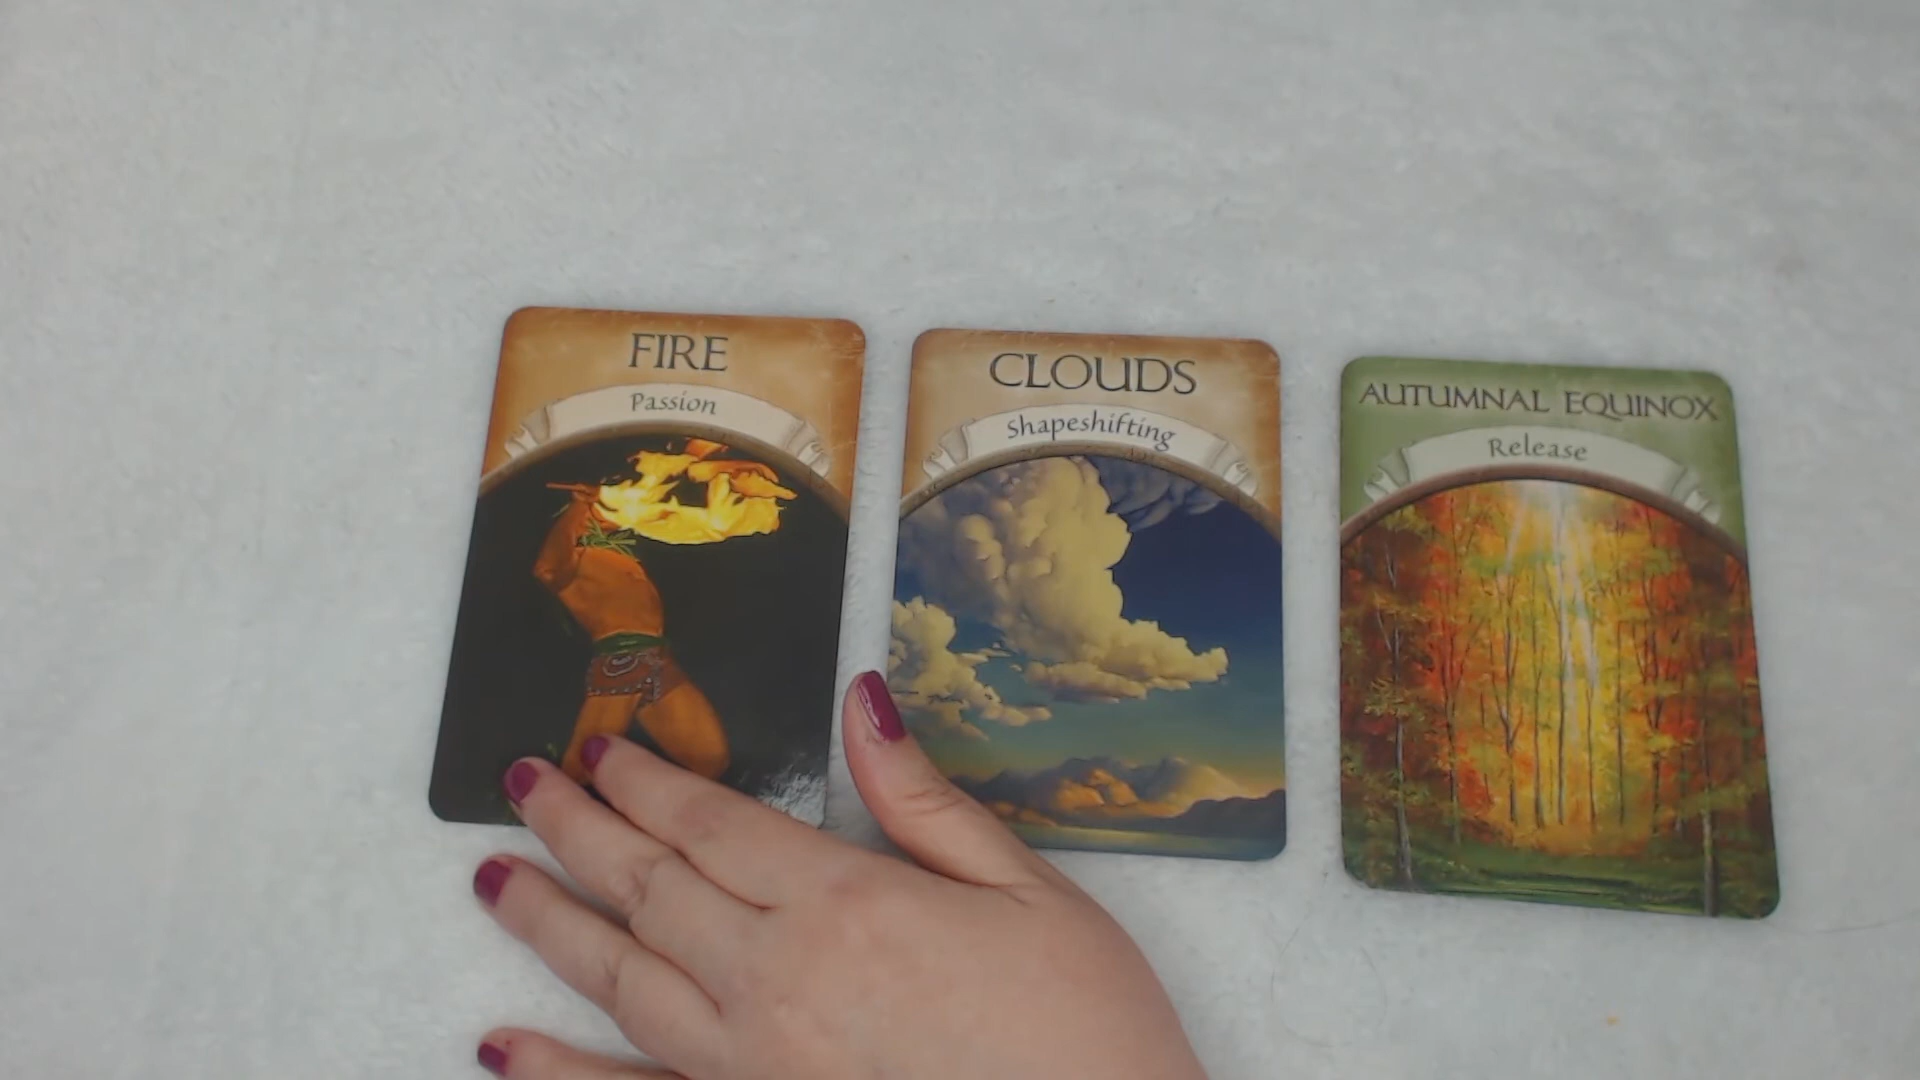 FIRE
Passion
CLOUDS
Shapeshifting
AUTUMNAL EQUINOX
Release